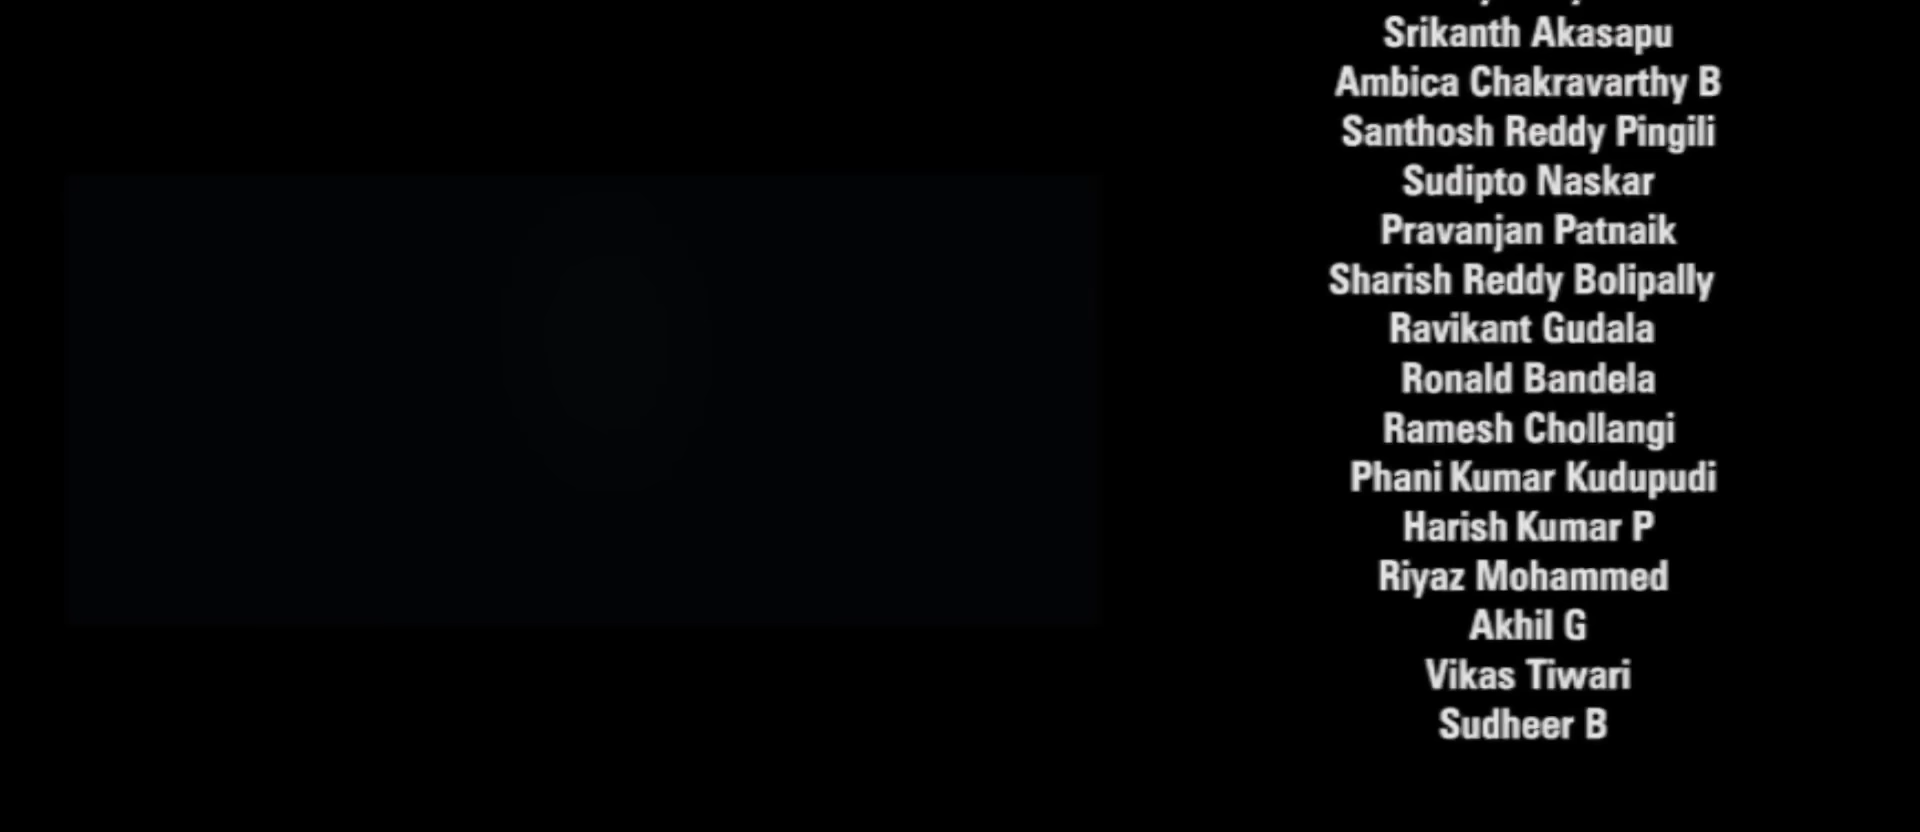 Srikanth Akasapu
Ambica Chakravarthy B
Santhosh Reddy Pingili
Sudipto Naskar
Pravanjan Patnaik
Sharish Reddy Bolipally
Ravikant Gudala
Ronald Bandela
Ramesh Chollangi
Phani Kumar Kudupudi
Harish Kumar P
Riyaz Mohammed
Akhil G
Vikas Tiwari
Sudheer B